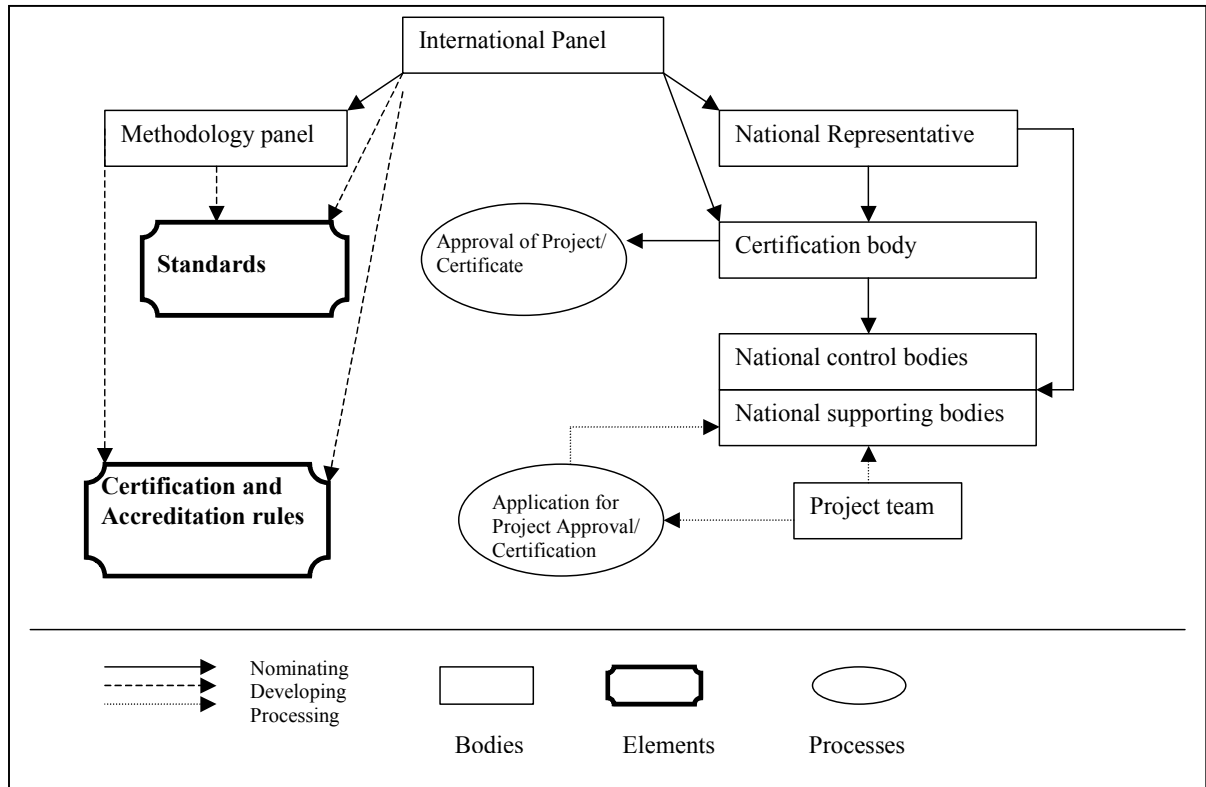 International Panel
Methodology panel
National Representative
Standards
Approval of Project/
Certificate
Certification body
National control bodies
National supporting bodies
Certification and
Accreditation rules
Application for
Project Approval/
Certification
Project team
Nominating
Developing
Processing
Bodies
Elements
Processes